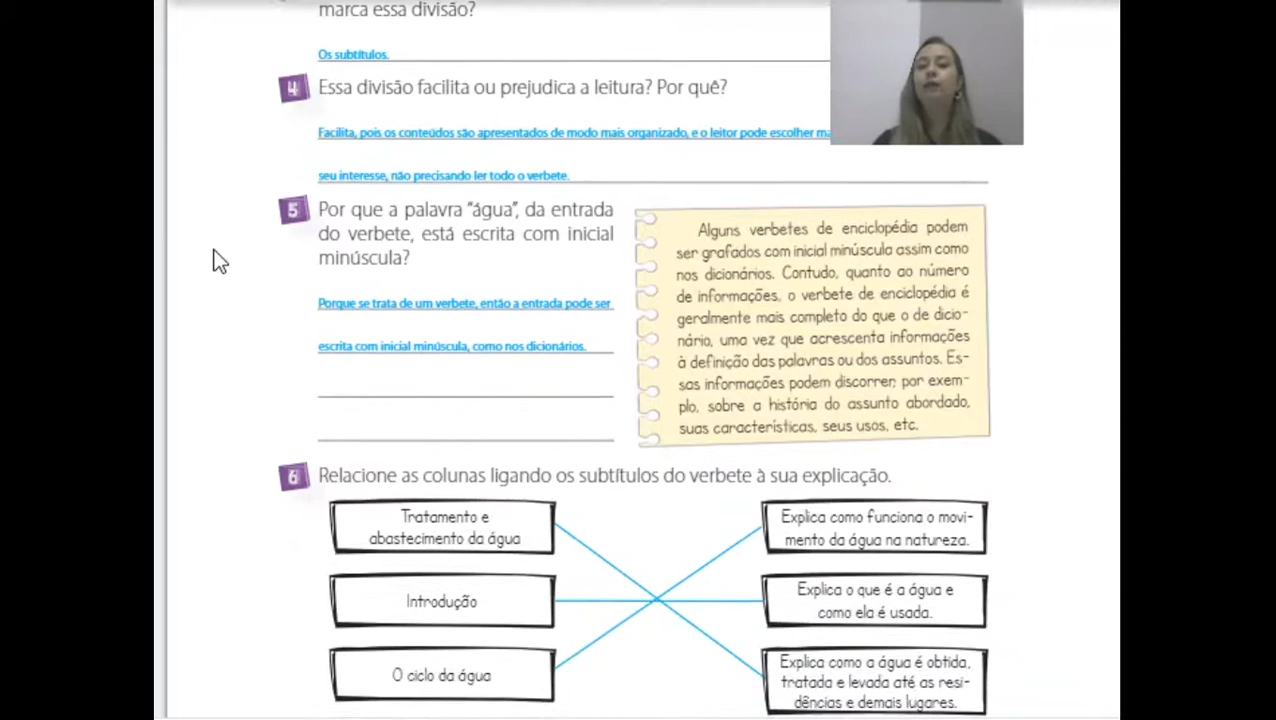 marca essa divisão?
Os subtítulos.
4 Essa divisão facilita ou prejudica a leitura? Por quê?
Facilita, pois os conteúdos são apresentados de modo mais organizado, e o leitor pode escolher
seu interesse, não precisando ler todo o verbete.
5 Por que a palavra “água”, da entrada
do verbete, está escrita com inicial
minúscula?
Porque se trata de um verbete, então a entrada pode ser
escrita com inicial minúscula, como nos dicionários.
Alguns verbetes de enciclopédia podem
ser grafados com inicial minúscula assim como
nos dicionários. Contudo, quanto ao número
de informações, o verbete de enciclopédia é
geralmente mais completo do que o de dicio-
nário, uma vez que acrescenta informações
à definição das palavras ou dos assuntos. Es-
sas informações podem discorrer, por exem-
plo, sobre a história do assunto abordado,
suas características, seus usos, etc.
6 Relacione as colunas ligando os subtítulos do verbete à sua explicação.
Tratamento e
abastecimento da água
Introdução
O ciclo da água
Explica como funciona o movi-
mento da água na natureza.
Explica o que é a água e
como ela é usada.
Explica como a água é obtida,
tratada e levada até as resi-
dências e demais lugares.